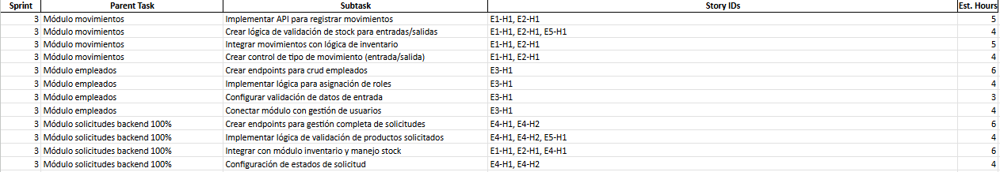 Sprint Parent Task Subtask Story IDs Est. Hours
3 Módulo movimientos Implementar API para registrar movimientos E1-H1, E2-H1 5
3 Módulo movimientos Crear lógica de validación de stock para entradas/salidas E1-H1, E2-H1, E5-H1 4
3 Módulo movimientos Integrar movimientos con lógica de inventario E1-H1, E2-H1 5
3 Módulo movimientos Crear control de tipo de movimiento (entrada/salida) E1-H1, E2-H1 4
3 Módulo empleados Crear endpoints para crud empleados E3-H1 6
3 Módulo empleados Implementar lógica para asignación de roles E3-H1 4
3 Módulo empleados Configurar validación de datos de entrada E3-H1 3
3 Módulo empleados Conectar módulo con gestión de usuarios E3-H1 4
3 Módulo solicitudes backend 100% Crear endpoints para gestión completa de solicitudes E4-H1, E4-H2 6
3 Módulo solicitudes backend 100% Implementar lógica de validación de productos solicitados E4-H1, E4-H2, E5-H1 4
3 Módulo solicitudes backend 100% Integrar con módulo inventario y manejo stock E1-H1, E2-H1, E4-H1 6
3 Módulo solicitudes backend 100% Configuración de estados de solicitud E4-H1, E4-H2 4